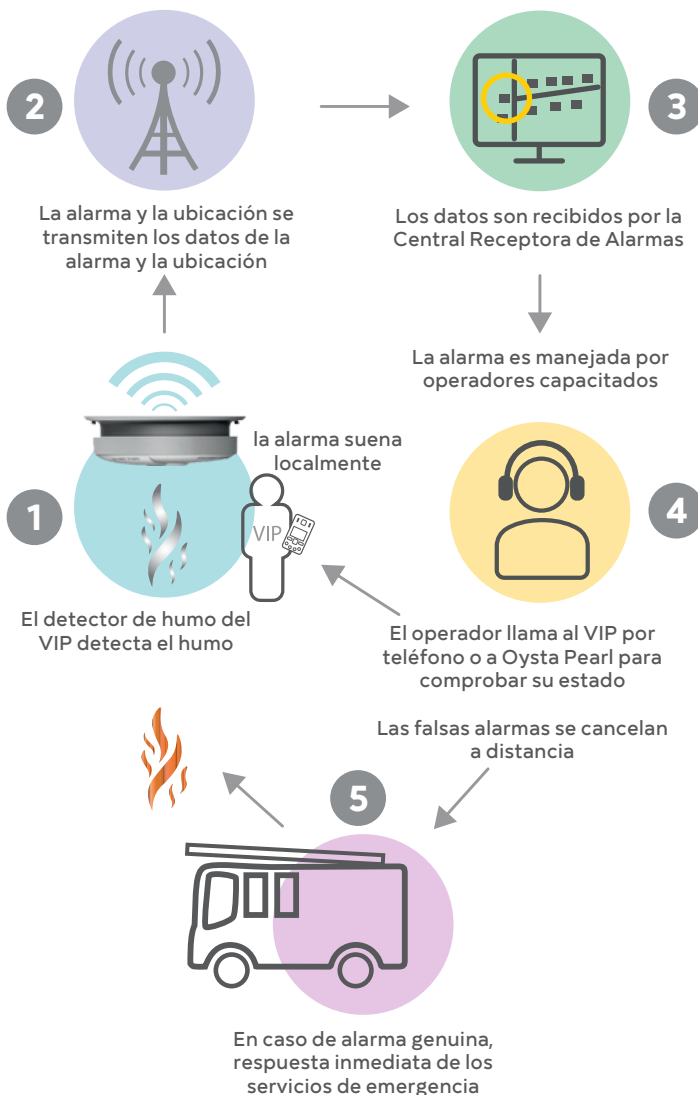 2
La alarma y la ubicación se
transmiten los datos de la
alarma y la ubicación
3
Los datos son recibidos por la
Central Receptora de Alarmas
La alarma es manejada por
operadores capacitados
la alarma suena
localmente
1
VIP
El detector de humo del
VIP detecta el humo
4
El operador llama al VIP por
teléfono o a Oysta Pearl para
comprobar su estado
Las falsas alarmas se cancelan
a distancia
5
En caso de alarma genuina,
respuesta inmediata de los
servicios de emergencia